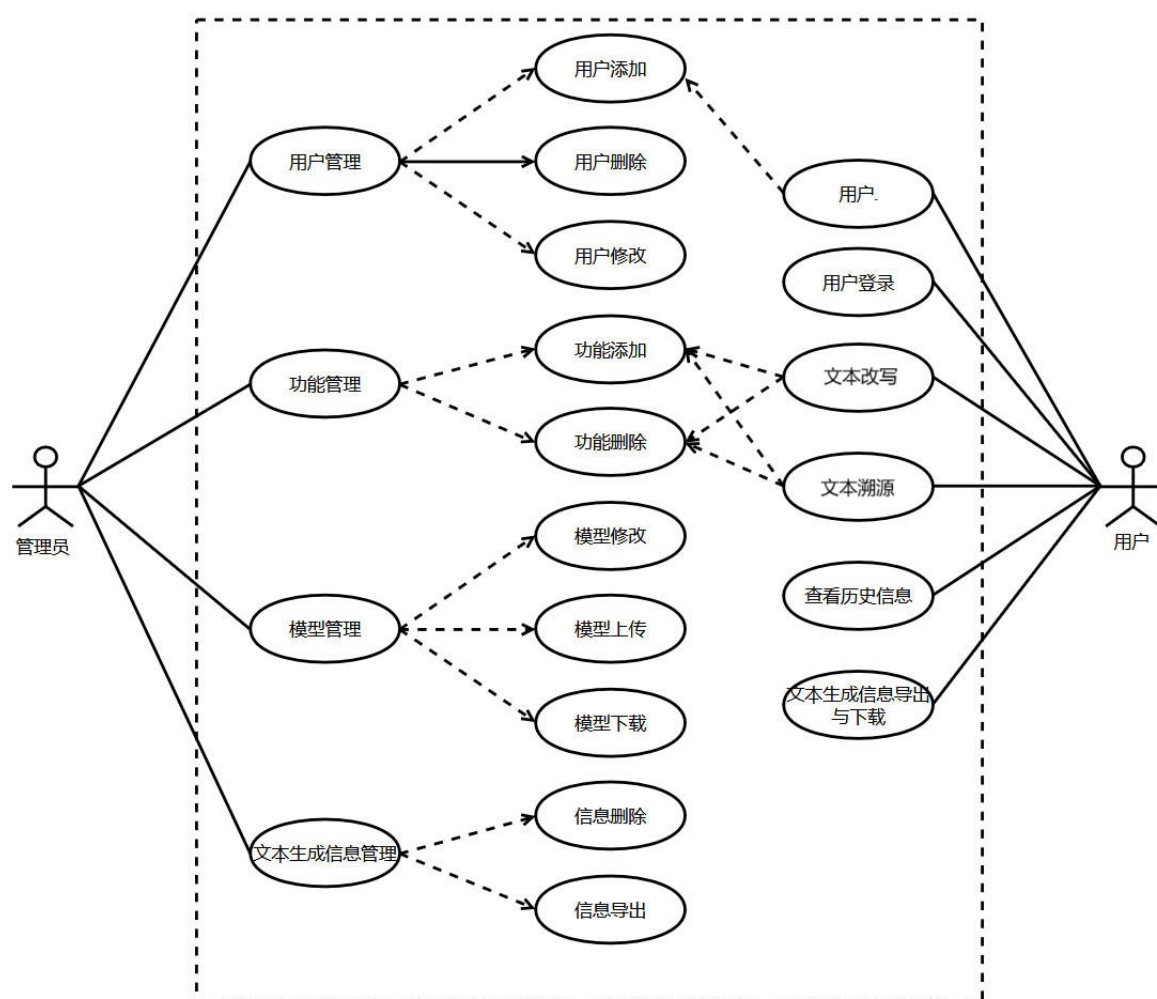 用户添加
用户管理
用户删除
用户.
用户修改
用户登录
功能添加
功能管理
文本改写
功能删除
文本溯源
管理员
模型修改
用户
查看历史信息
模型管理
模型上传
文本生成信息导出
与下载
模型下载
信息删除
文本生成信息管理
信息导出